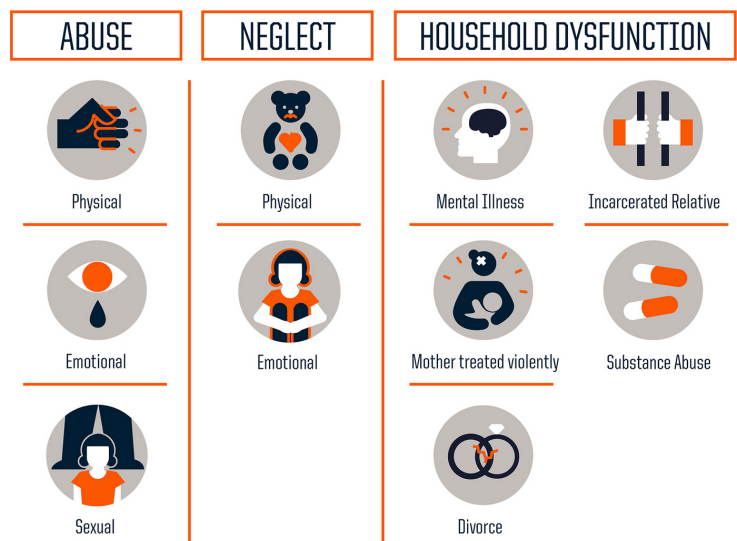 ABUSE
NEGLECT
HOUSEHOLD DYSFUNCTION
Physical
Physical
Mental Illness
Incarcerated Relative
Emotional
Emotional
Mother treated violently
Substance Abuse
Sexual
Divorce